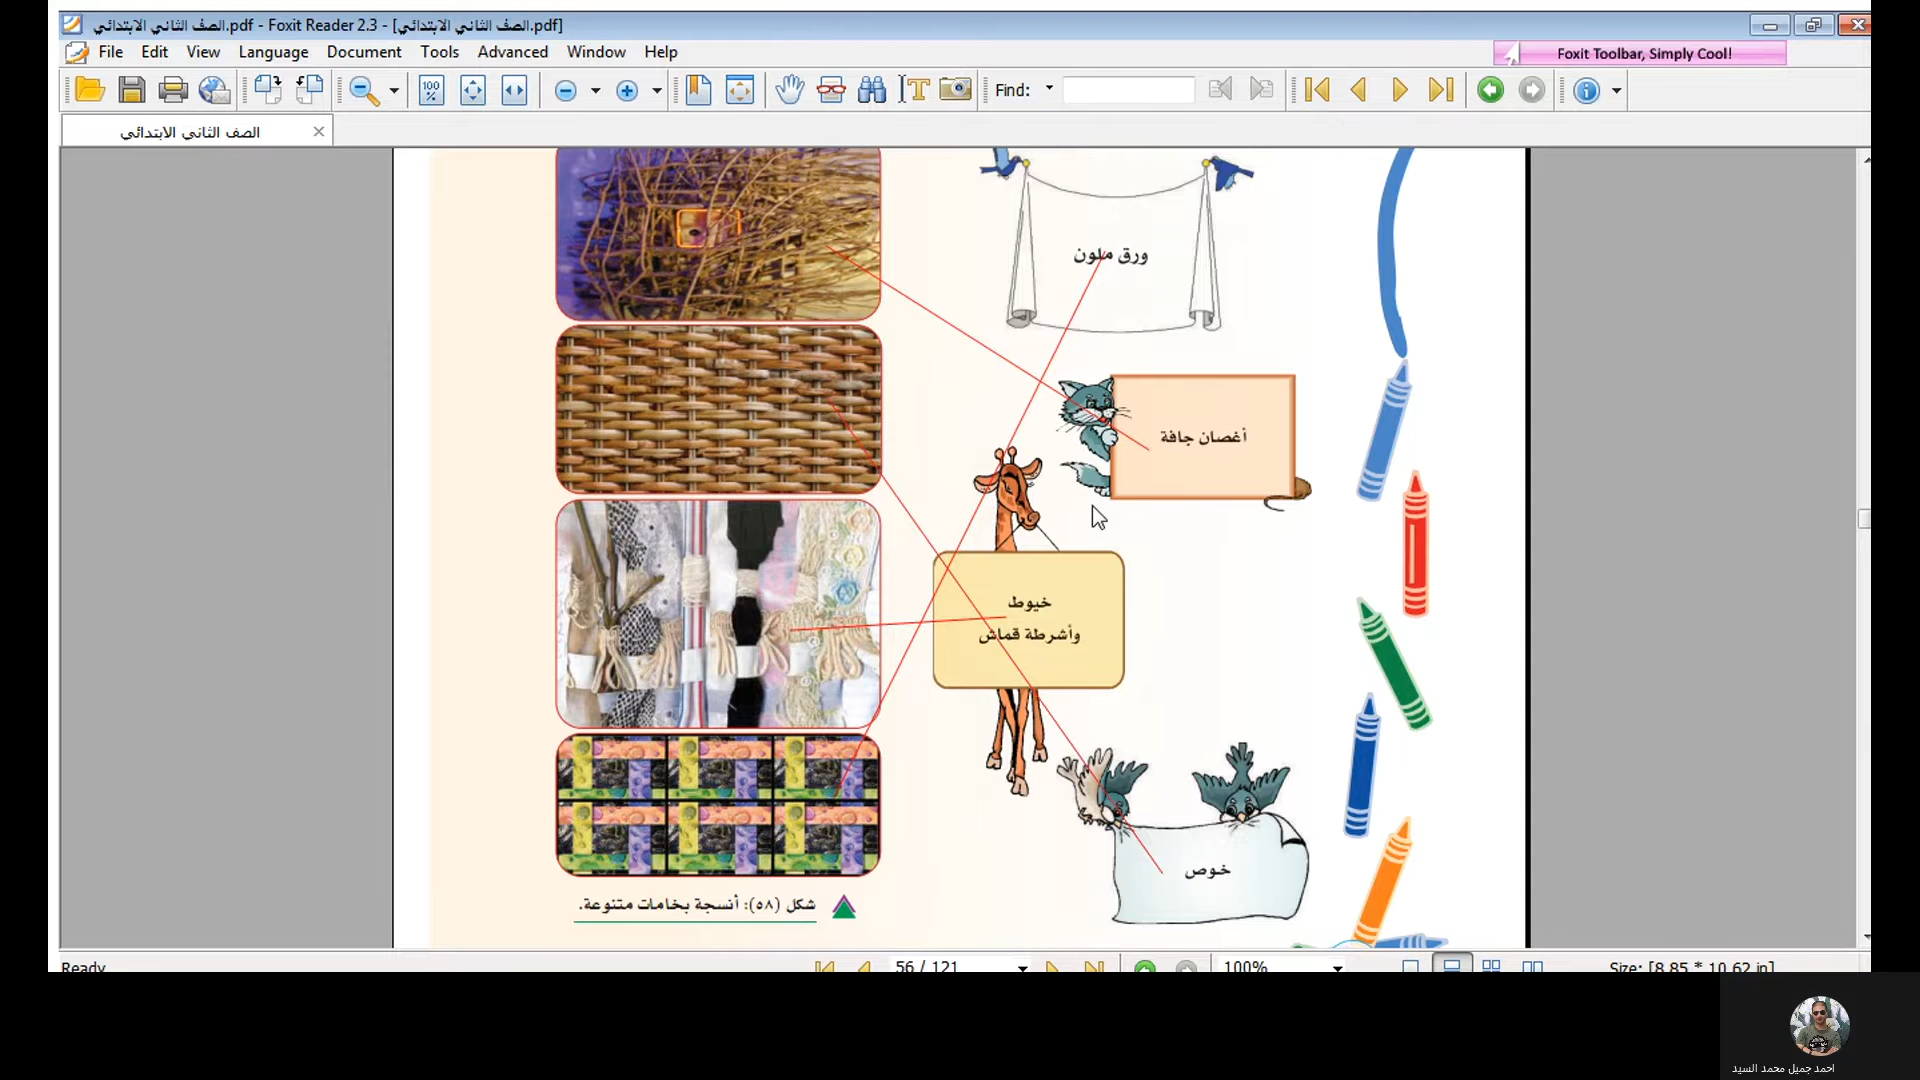 الصف الثاني الابتدائي.pdf - Foxit Reader 2.3 - [الصف الثاني الابتدائي.pdf]
File Edit View Language Document Tools Advanced Window Help
Foxit Toolbar, Simply Cool!
Find:
الصف الثاني الابتدائي
ورق ملون
أغصان جافة
خيوط
وأشرطة قماش
خوص
شكل (٥٨): أنسجة بخامات متنوعة.
Ready
56 / 121
100%
Size: [8.85 * 10.62 in]
احمد جميل محمد السيد